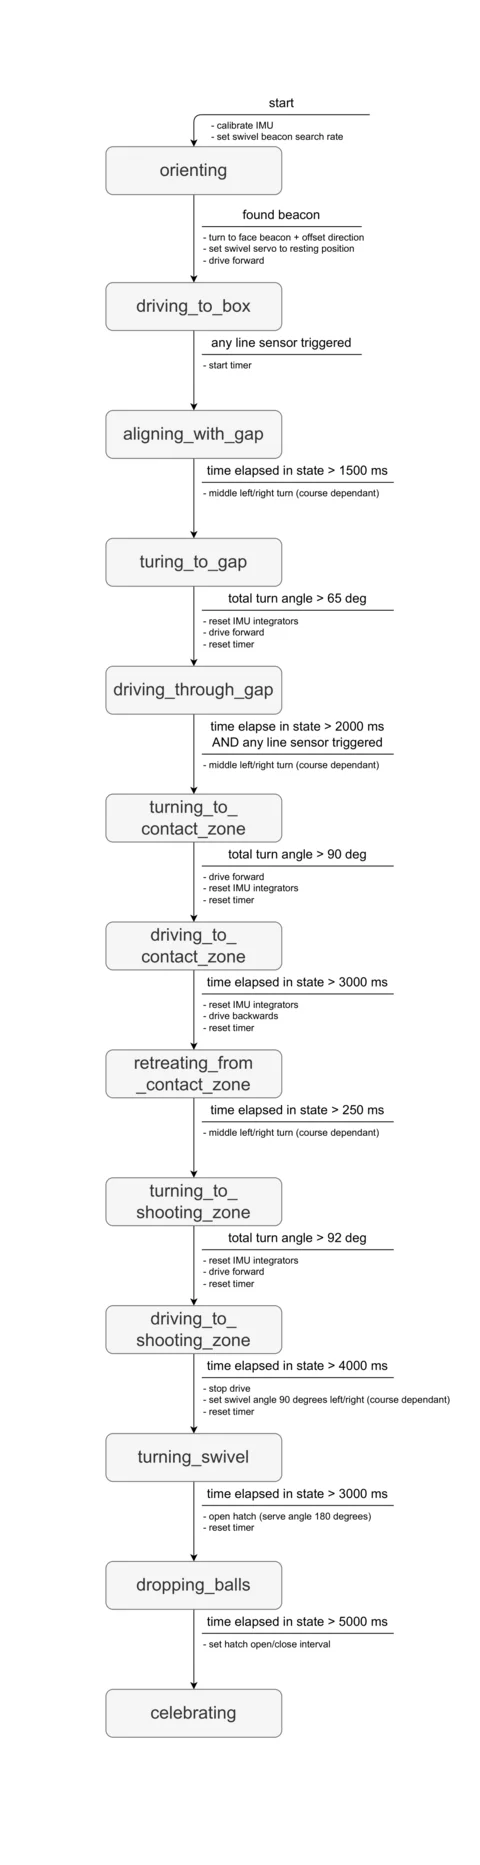 start
- calibrate IMU
- set swivel beacon search rate
orienting
found beacon
- turn to face beacon + offset direction
- set swivel servo to resting position
- drive forward
driving_to_box
any line sensor triggered
- start timer
aligning_with_gap
time elapsed in state > 1500 ms
- middle left/right turn (course dependant)
turing_to_gap
total turn angle > 65 deg
- reset IMU integrators
- drive forward
- reset timer
driving_through_gap
time elapse in state > 2000 ms
AND any line sensor triggered
- middle left/right turn (course dependant)
turning_to_
contact_zone
total turn angle > 90 deg
- drive forward
- reset IMU integrators
- reset timer
driving_to_
contact_zone
time elapsed in state > 3000 ms
- reset IMU integrators
- drive backwards
- reset timer
retreating_from
_contact_zone
time elapsed in state > 250 ms
- middle left/right turn (course dependant)
turning_to_
shooting_zone
total turn angle > 92 deg
- reset IMU integrators
- drive forward
- reset timer
driving_to_
shooting_zone
time elapsed in state > 4000 ms
- stop drive
- set swivel angle 90 degrees left/right (course dependant)
- reset timer
turning_swivel
time elapsed in state > 3000 ms
- open hatch (serve angle 180 degrees)
- reset timer
dropping_balls
time elapsed in state > 5000 ms
- set hatch open/close interval
celebrating